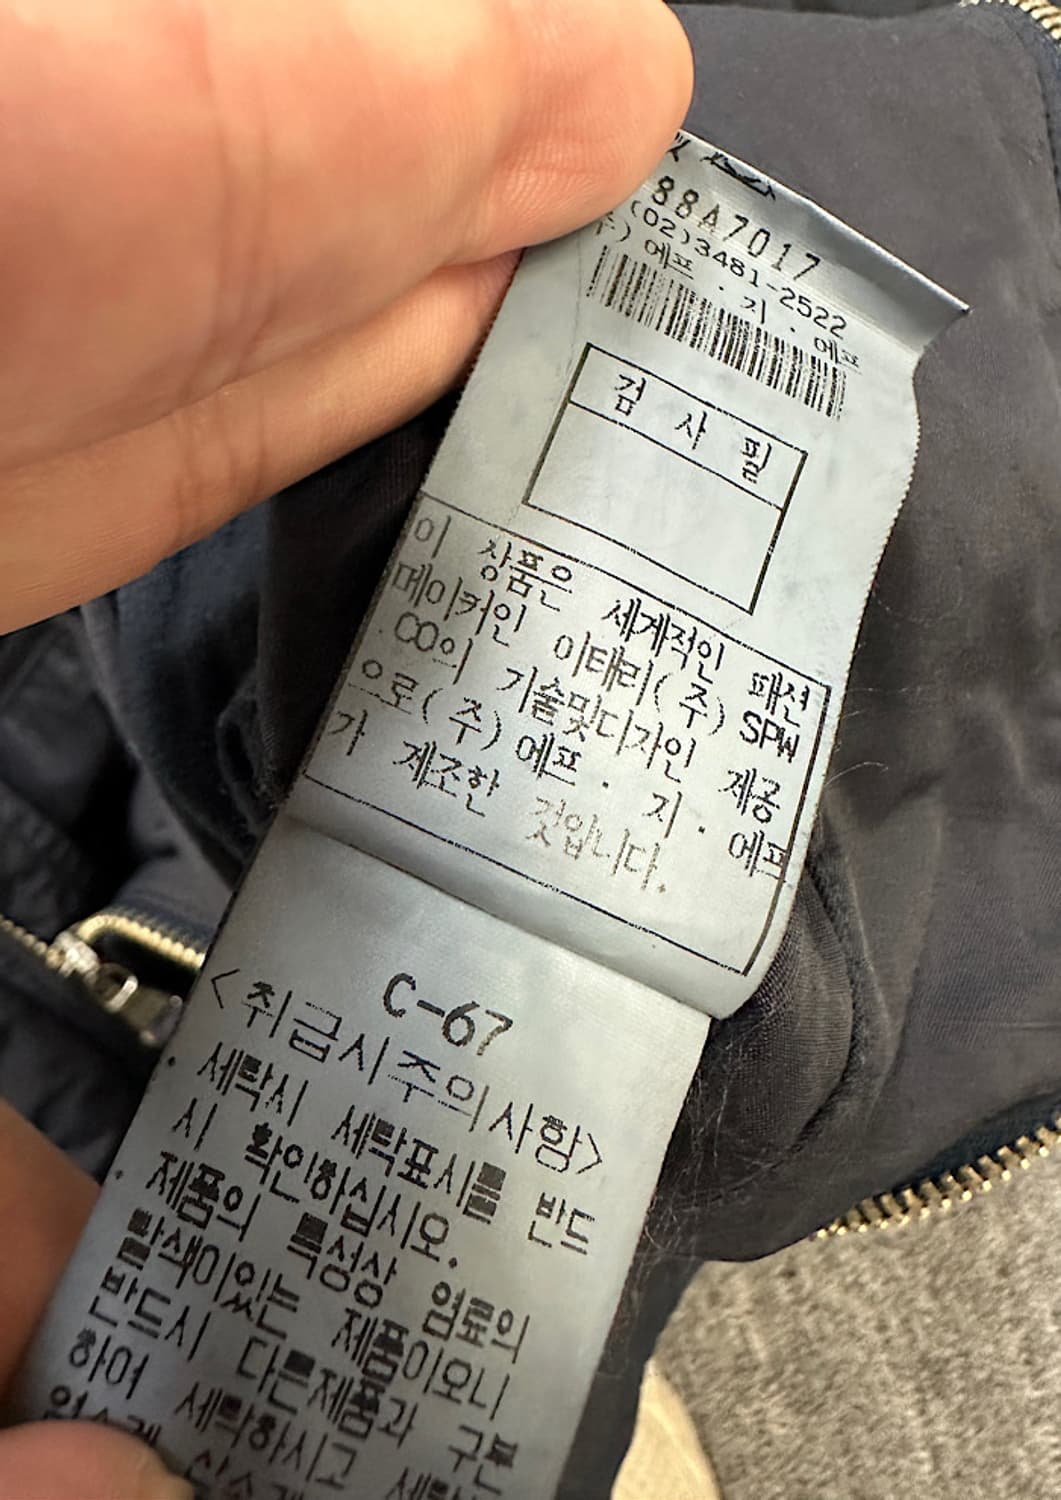 88A7017
(02)3481-2522
주) 에프 . 지 . 에프
검 사 필
이 상품은 세계적인 패션
메이커인 이태리(주) SPW
CO의 기술및디자인 제공
으로(주)에프 . 지 . 에프
가 제조한 것입니다.
C-67
<취급시주의사항>
. 세탁시 세탁표시를 반드
시 확인하십시오.
. 제품의 특성상 염료의
탈색이있는 제품이오니
반드시 다른제품과 구분
하여 세탁하시고